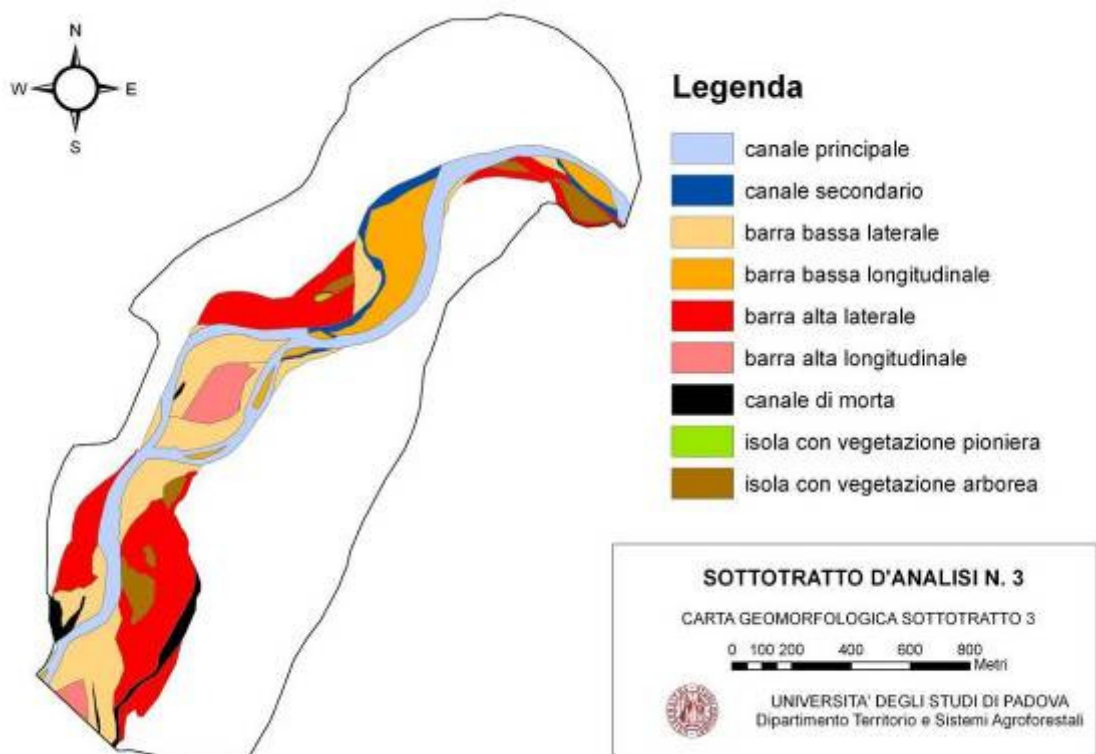 N
W E
S
Legenda
canale principale
canale secondario
barra bassa laterale
barra bassa longitudinale
barra alta laterale
barra alta longitudinale
canale di morta
isola con vegetazione pioniera
isola con vegetazione arborea
SOTTOTRATTO D'ANALISI N. 3
CARTA GEOMORFOLOGICA SOTTOTRATTO 3
0 100 200 400 600 800
Metri
UNIVERSITA' DEGLI STUDI DI PADOVA
Dipartimento Territorio e Sistemi Agroforestali